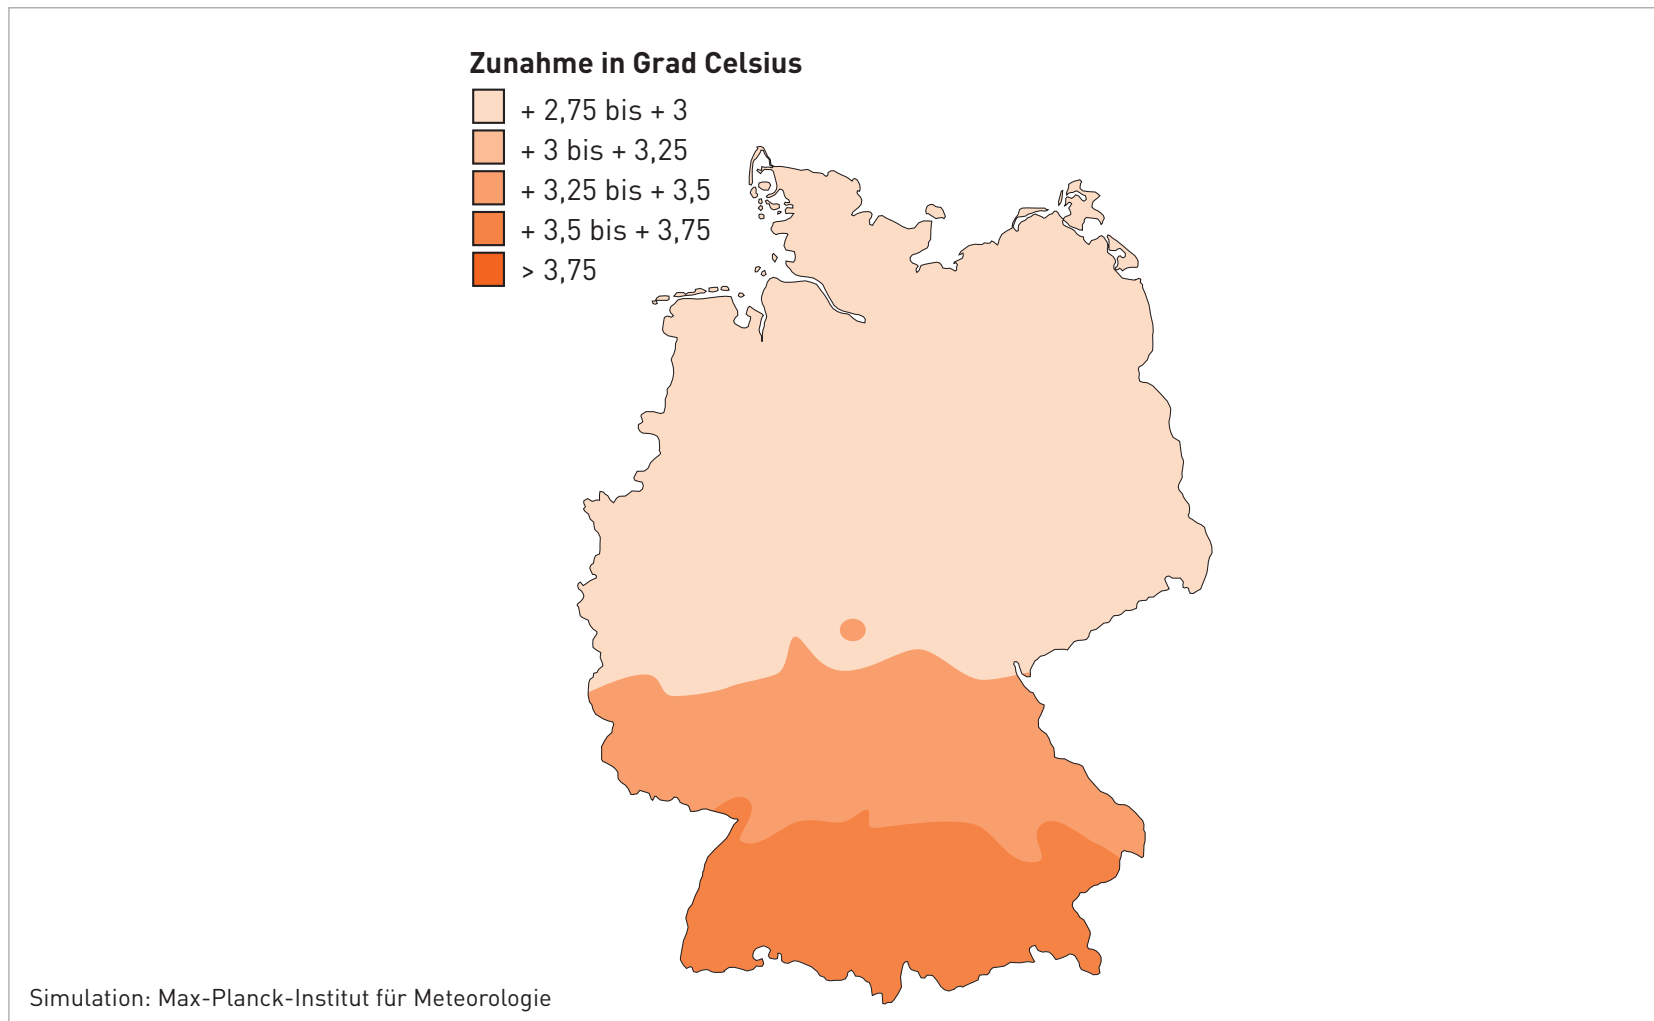 Zunahme in Grad Celsius
+ 2,75 bis + 3
+ 3 bis + 3,25
+ 3,25 bis + 3,5
+ 3,5 bis + 3,75
> 3,75
Simulation: Max-Planck-Institut für Meteorologie